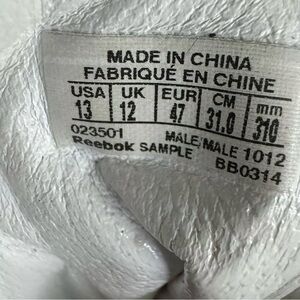 MADE IN CHINA
FABRIQUÉ EN CHINE
USA UK EUR CM mm
13 12 47 31.0 310
023501 MALE/MALE 1012
Reebok SAMPLE BB0314